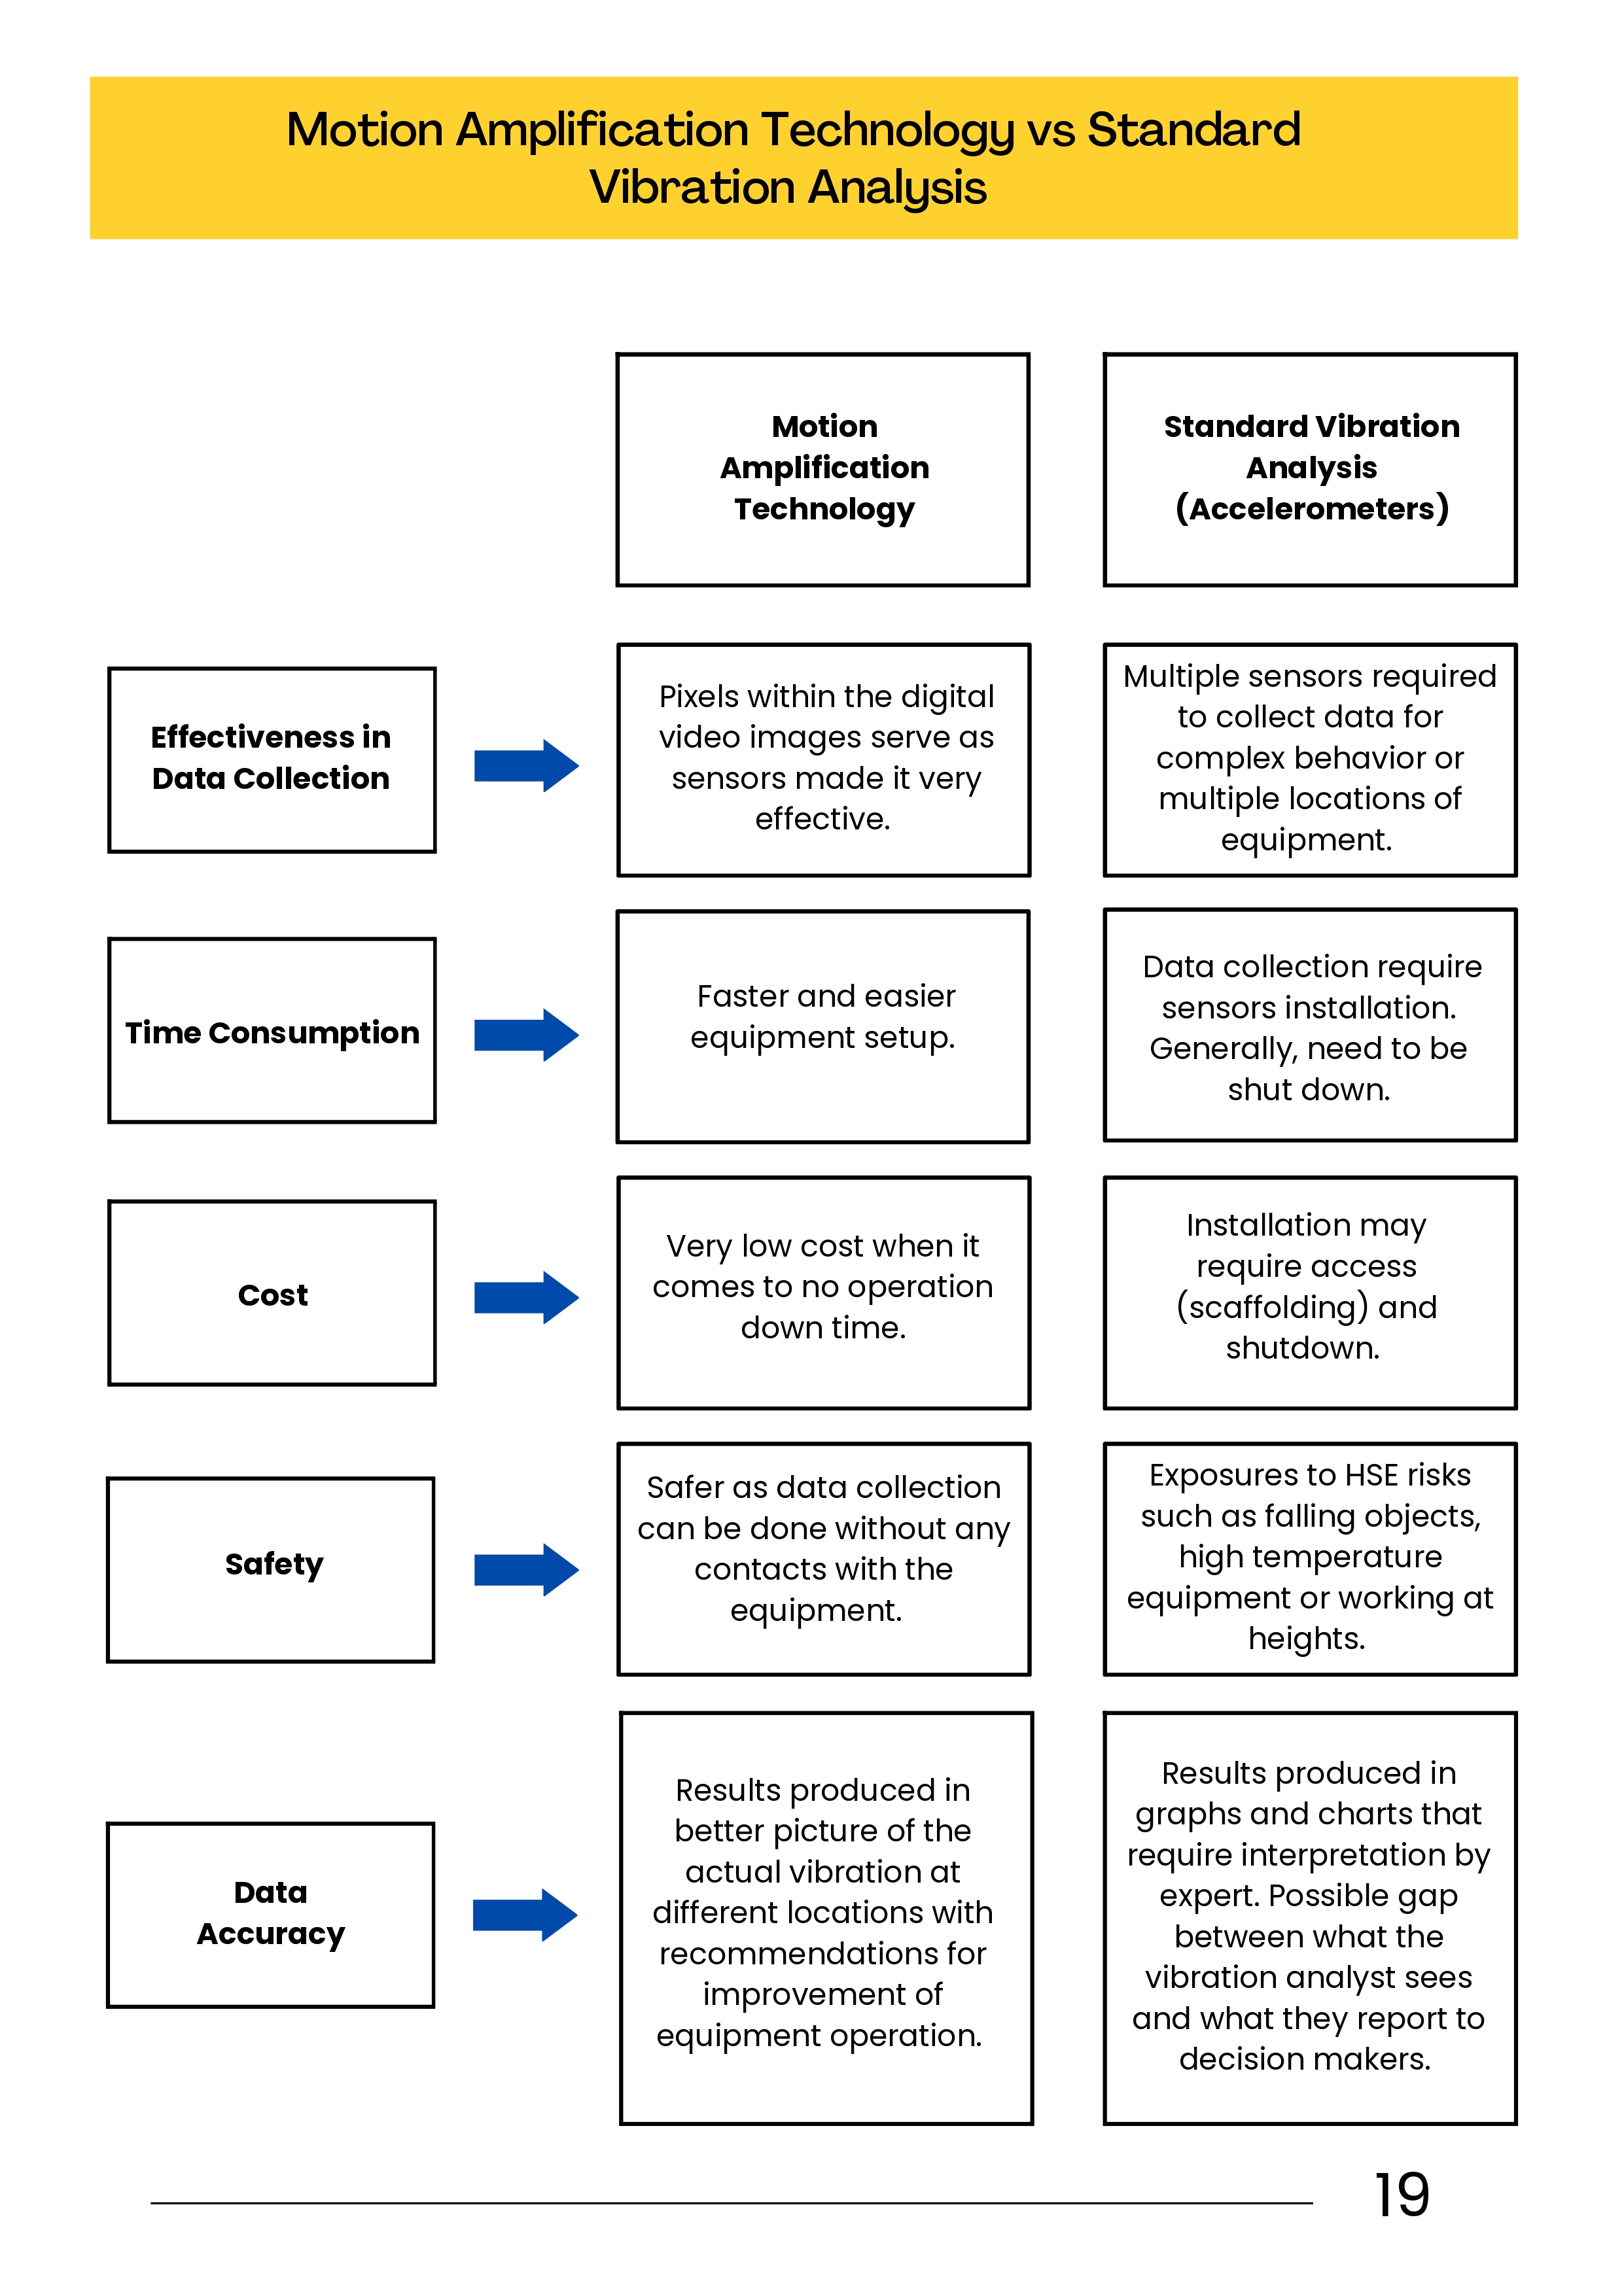 Motion Amplification Technology vs Standard
Vibration Analysis
Motion
Amplification
Technology
Standard Vibration
Analysis
(Accelerometers)
Effectiveness in
Data Collection
Pixels within the digital
video images serve as
sensors made it very
effective.
Multiple sensors required
to collect data for
complex behavior or
multiple locations of
equipment.
Time Consumption
Faster and easier
equipment setup.
Data collection require
sensors installation.
Generally, need to be
shut down.
Cost
Very low cost when it
comes to no operation
down time.
Installation may
require access
(scaffolding) and
shutdown.
Safety
Safer as data collection
can be done without any
contacts with the
equipment.
Exposures to HSE risks
such as falling objects,
high temperature
equipment or working at
heights.
Data
Accuracy
Results produced in
better picture of the
actual vibration at
different locations with
recommendations for
improvement of
equipment operation.
Results produced in
graphs and charts that
require interpretation by
expert. Possible gap
between what the
vibration analyst sees
and what they report to
decision makers.
19